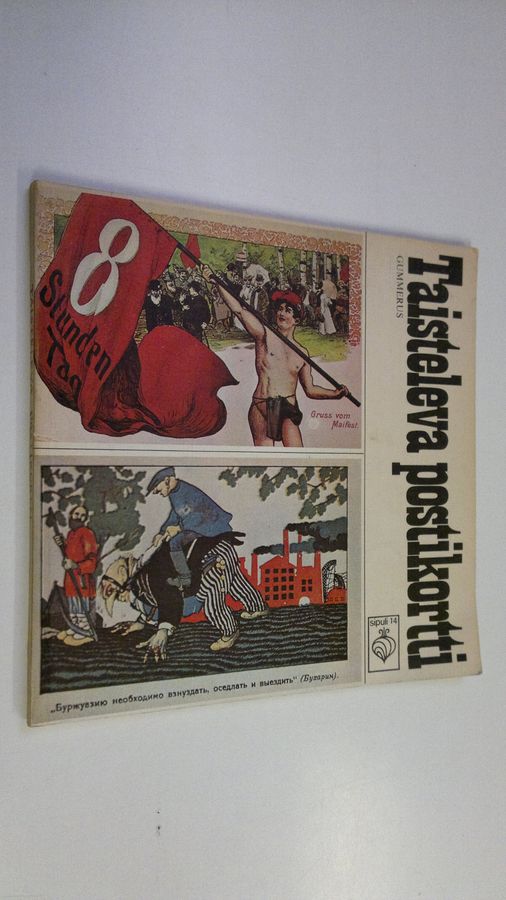 Taisteleva postikortti
GUMMERUS
8
Stunden
Tag
Gruss vom
Maifest.
sipuli 14
„Буржуазию необходимо взнуздать, оседлать и выездить“ (Бухарин).